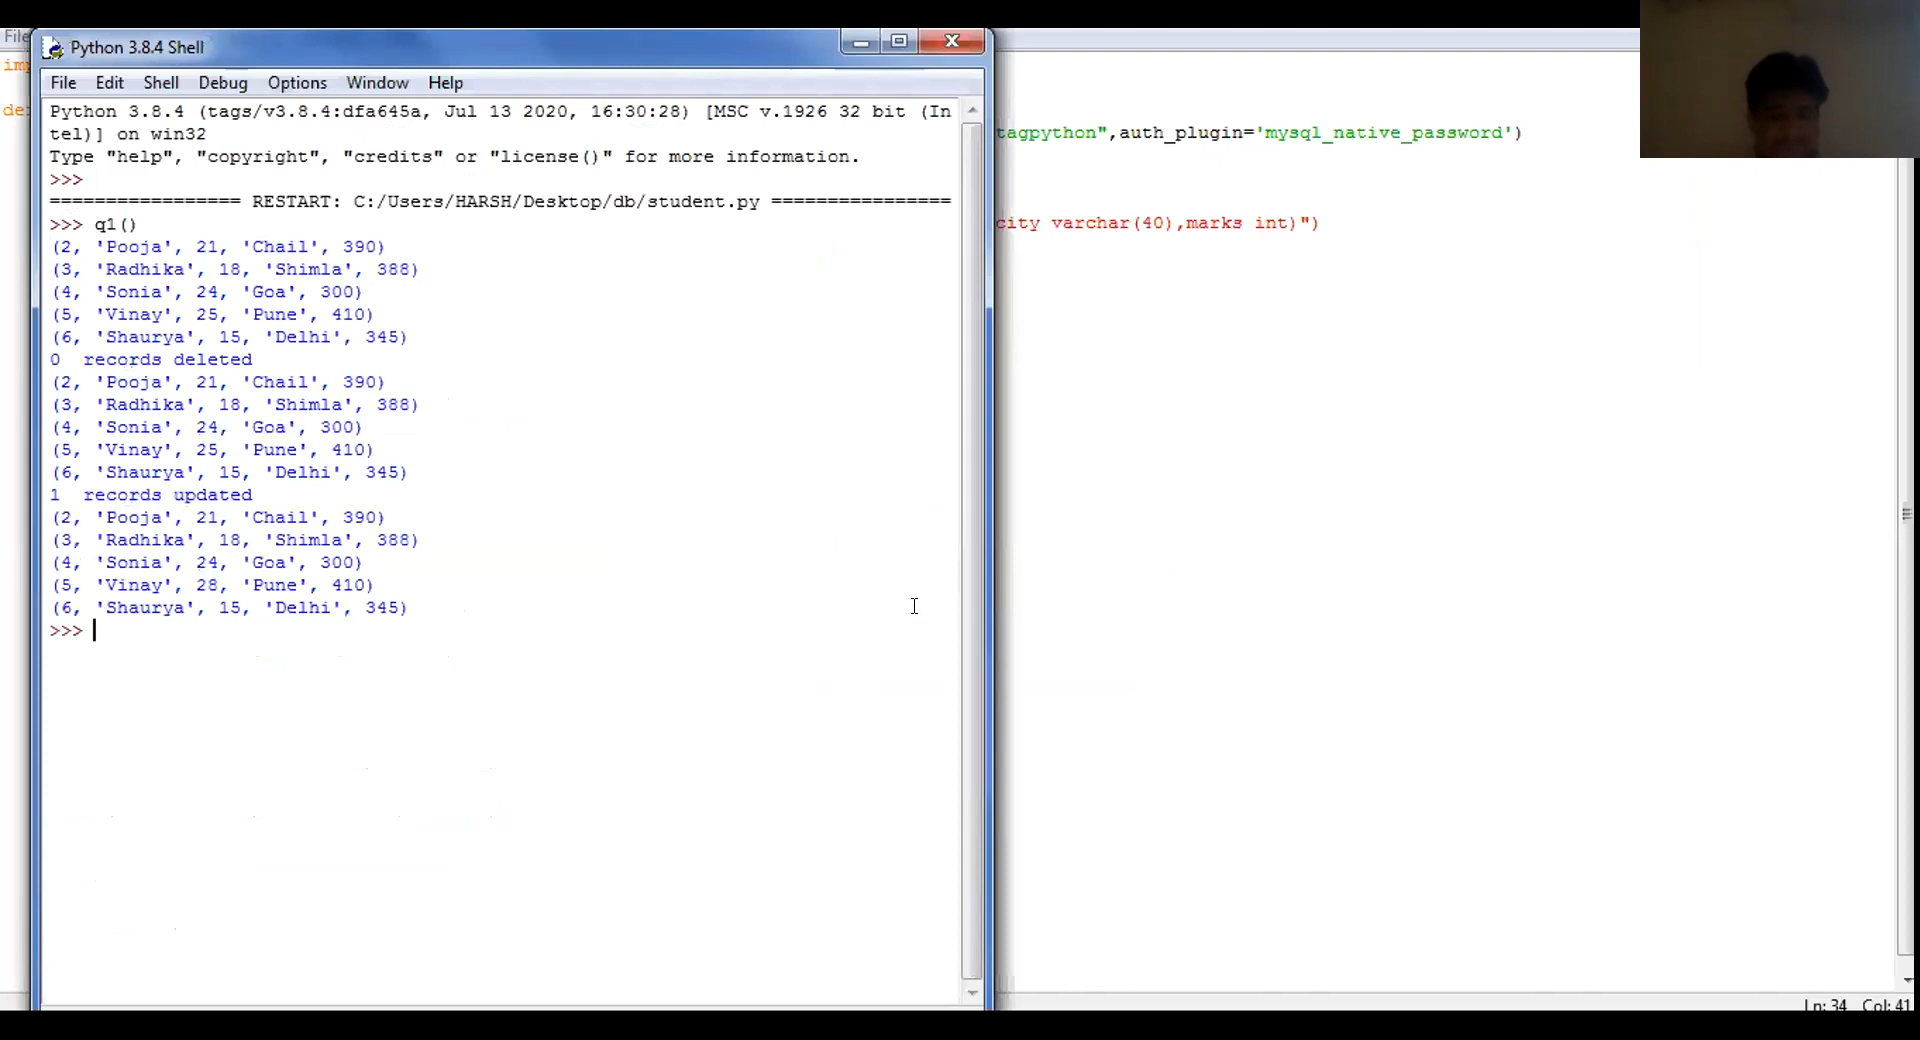 File
Python 3.8.4 Shell
File Edit Shell Debug Options Window Help
Python 3.8.4 (tags/v3.8.4:dfa645a, Jul 13 2020, 16:30:28) [MSC v.1926 32 bit (In
tel)] on win32
Type "help", "copyright", "credits" or "license()" for more information.
>>>
================= RESTART: C:/Users/HARSH/Desktop/db/student.py ================
>>> q1()
(2, 'Pooja', 21, 'Chail', 390)
(3, 'Radhika', 18, 'Shimla', 388)
(4, 'Sonia', 24, 'Goa', 300)
(5, 'Vinay', 25, 'Pune', 410)
(6, 'Shaurya', 15, 'Delhi', 345)
0  records deleted
(2, 'Pooja', 21, 'Chail', 390)
(3, 'Radhika', 18, 'Shimla', 388)
(4, 'Sonia', 24, 'Goa', 300)
(5, 'Vinay', 25, 'Pune', 410)
(6, 'Shaurya', 15, 'Delhi', 345)
1  records updated
(2, 'Pooja', 21, 'Chail', 390)
(3, 'Radhika', 18, 'Shimla', 388)
(4, 'Sonia', 24, 'Goa', 300)
(5, 'Vinay', 28, 'Pune', 410)
(6, 'Shaurya', 15, 'Delhi', 345)
>>>
imp
de
tagpython",auth_plugin='mysql_native_password')
city varchar(40),marks int)")
Ln: 34 Col: 41